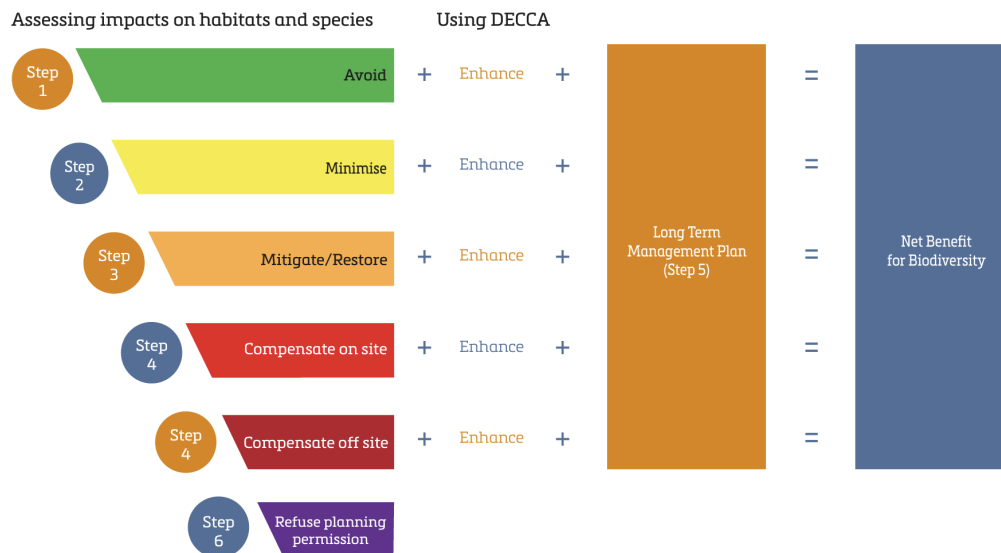 Assessing impacts on habitats and species
Using DECCA
Step
1
Avoid
+ Enhance +
=
Step
2
Minimise
+ Enhance +
=
Step
3
Mitigate/Restore
+ Enhance +
Long Term
Management Plan
(Step 5)
=
Net Benefit
for Biodiversity
Step
4
Compensate on site
+ Enhance +
=
Step
4
Compensate off site
+ Enhance +
=
Step
6
Refuse planning
permission